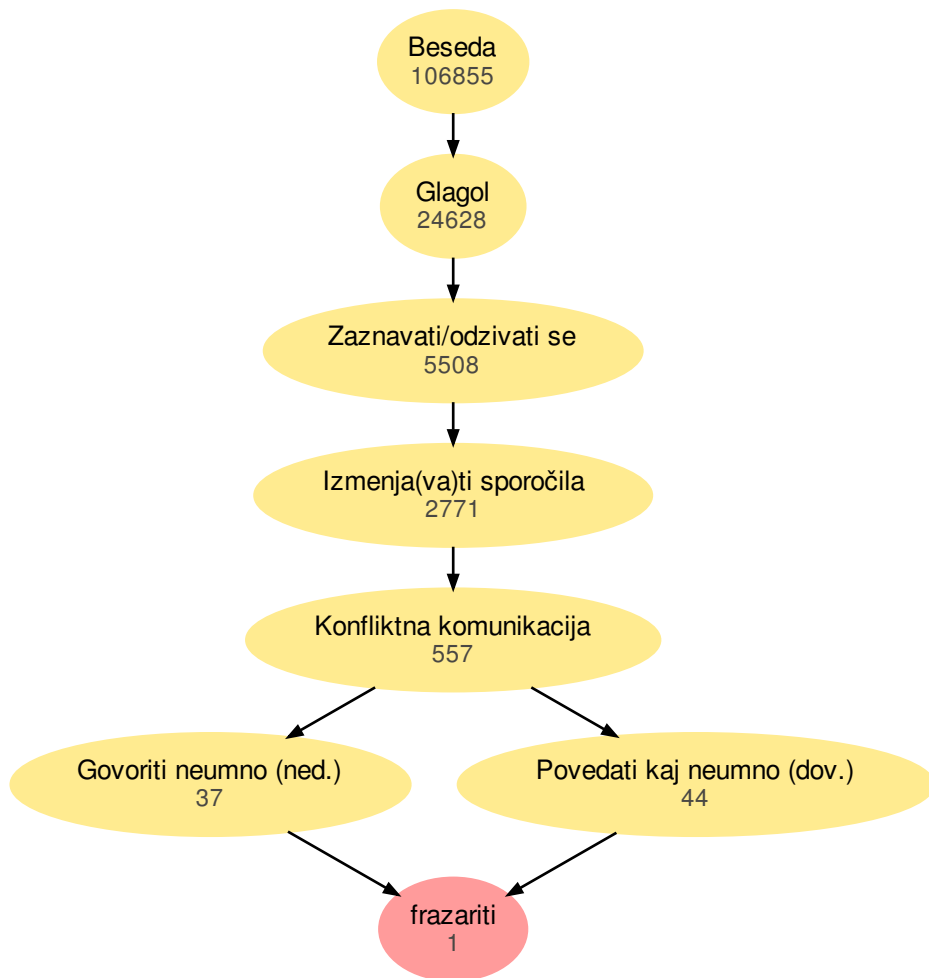 Beseda
106855
Glagol
24628
Zaznavati/odzivati se
5508
Izmenja(va)ti sporočila
2771
Konfliktna komunikacija
557
Govoriti neumno (ned.)
37
Povedati kaj neumno (dov.)
44
frazariti
1